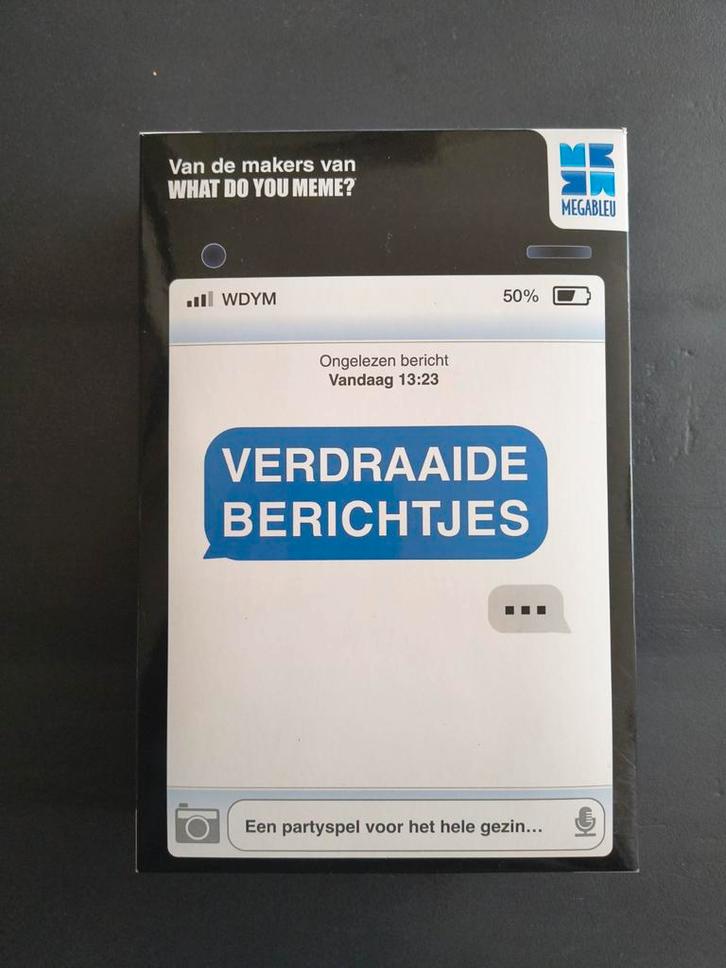 Van de makers van
WHAT DO YOU MEME?
MEGABLEU
WDYM
50%
Ongelezen bericht
Vandaag 13:23
VERDRAAIDE
BERICHTJES
...
Een partyspel voor het hele gezin...